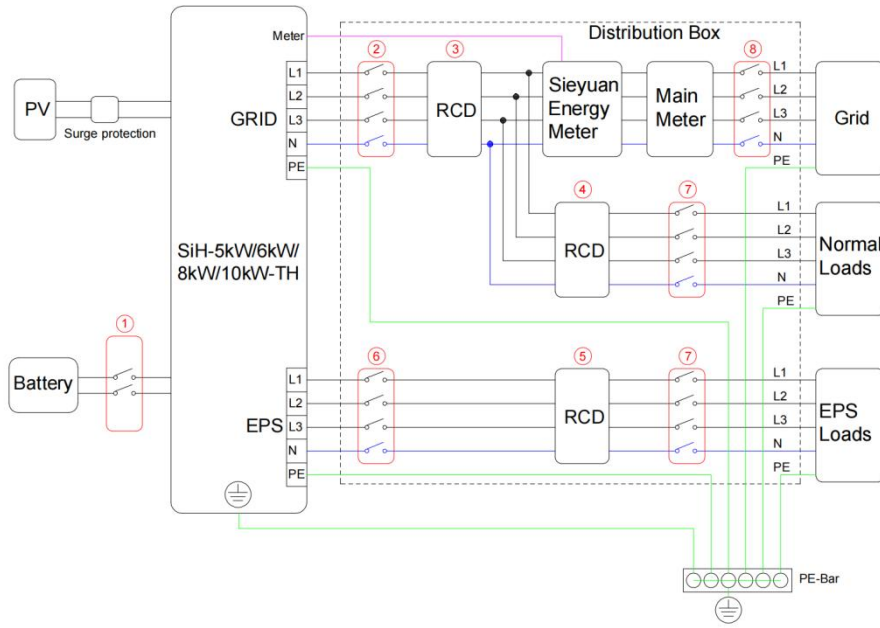 Distribution Box
Meter
②
③
⑧
L1
L2
L3
N
PE
GRID
PV
Surge protection
RCD
Sieyuan
Energy
Meter
Main
Meter
L1
L2
L3
N
PE
Grid
SiH-5kW/6kW/
8kW/10kW-TH
④
⑦
RCD
L1
L2
L3
N
PE
Normal
Loads
①
Battery
⑥
⑤
⑦
L1
L2
L3
N
PE
EPS
RCD
L1
L2
L3
N
PE
EPS
Loads
PE-Bar